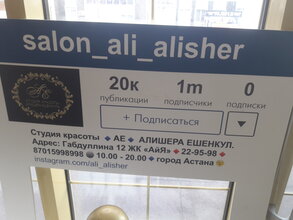 salon_ali_alisher
20к 1m 0
публикации подписчики подписки
+ Подписаться
Студия красоты АЕ АЛИШЕРА ЕШЕНКУЛ.
Адрес: Габдуллина 12 ЖК «АЙЯ» 22-95-98
87015998998 10.00 - 20.00 город Астана
instagram.com/ali_alisher